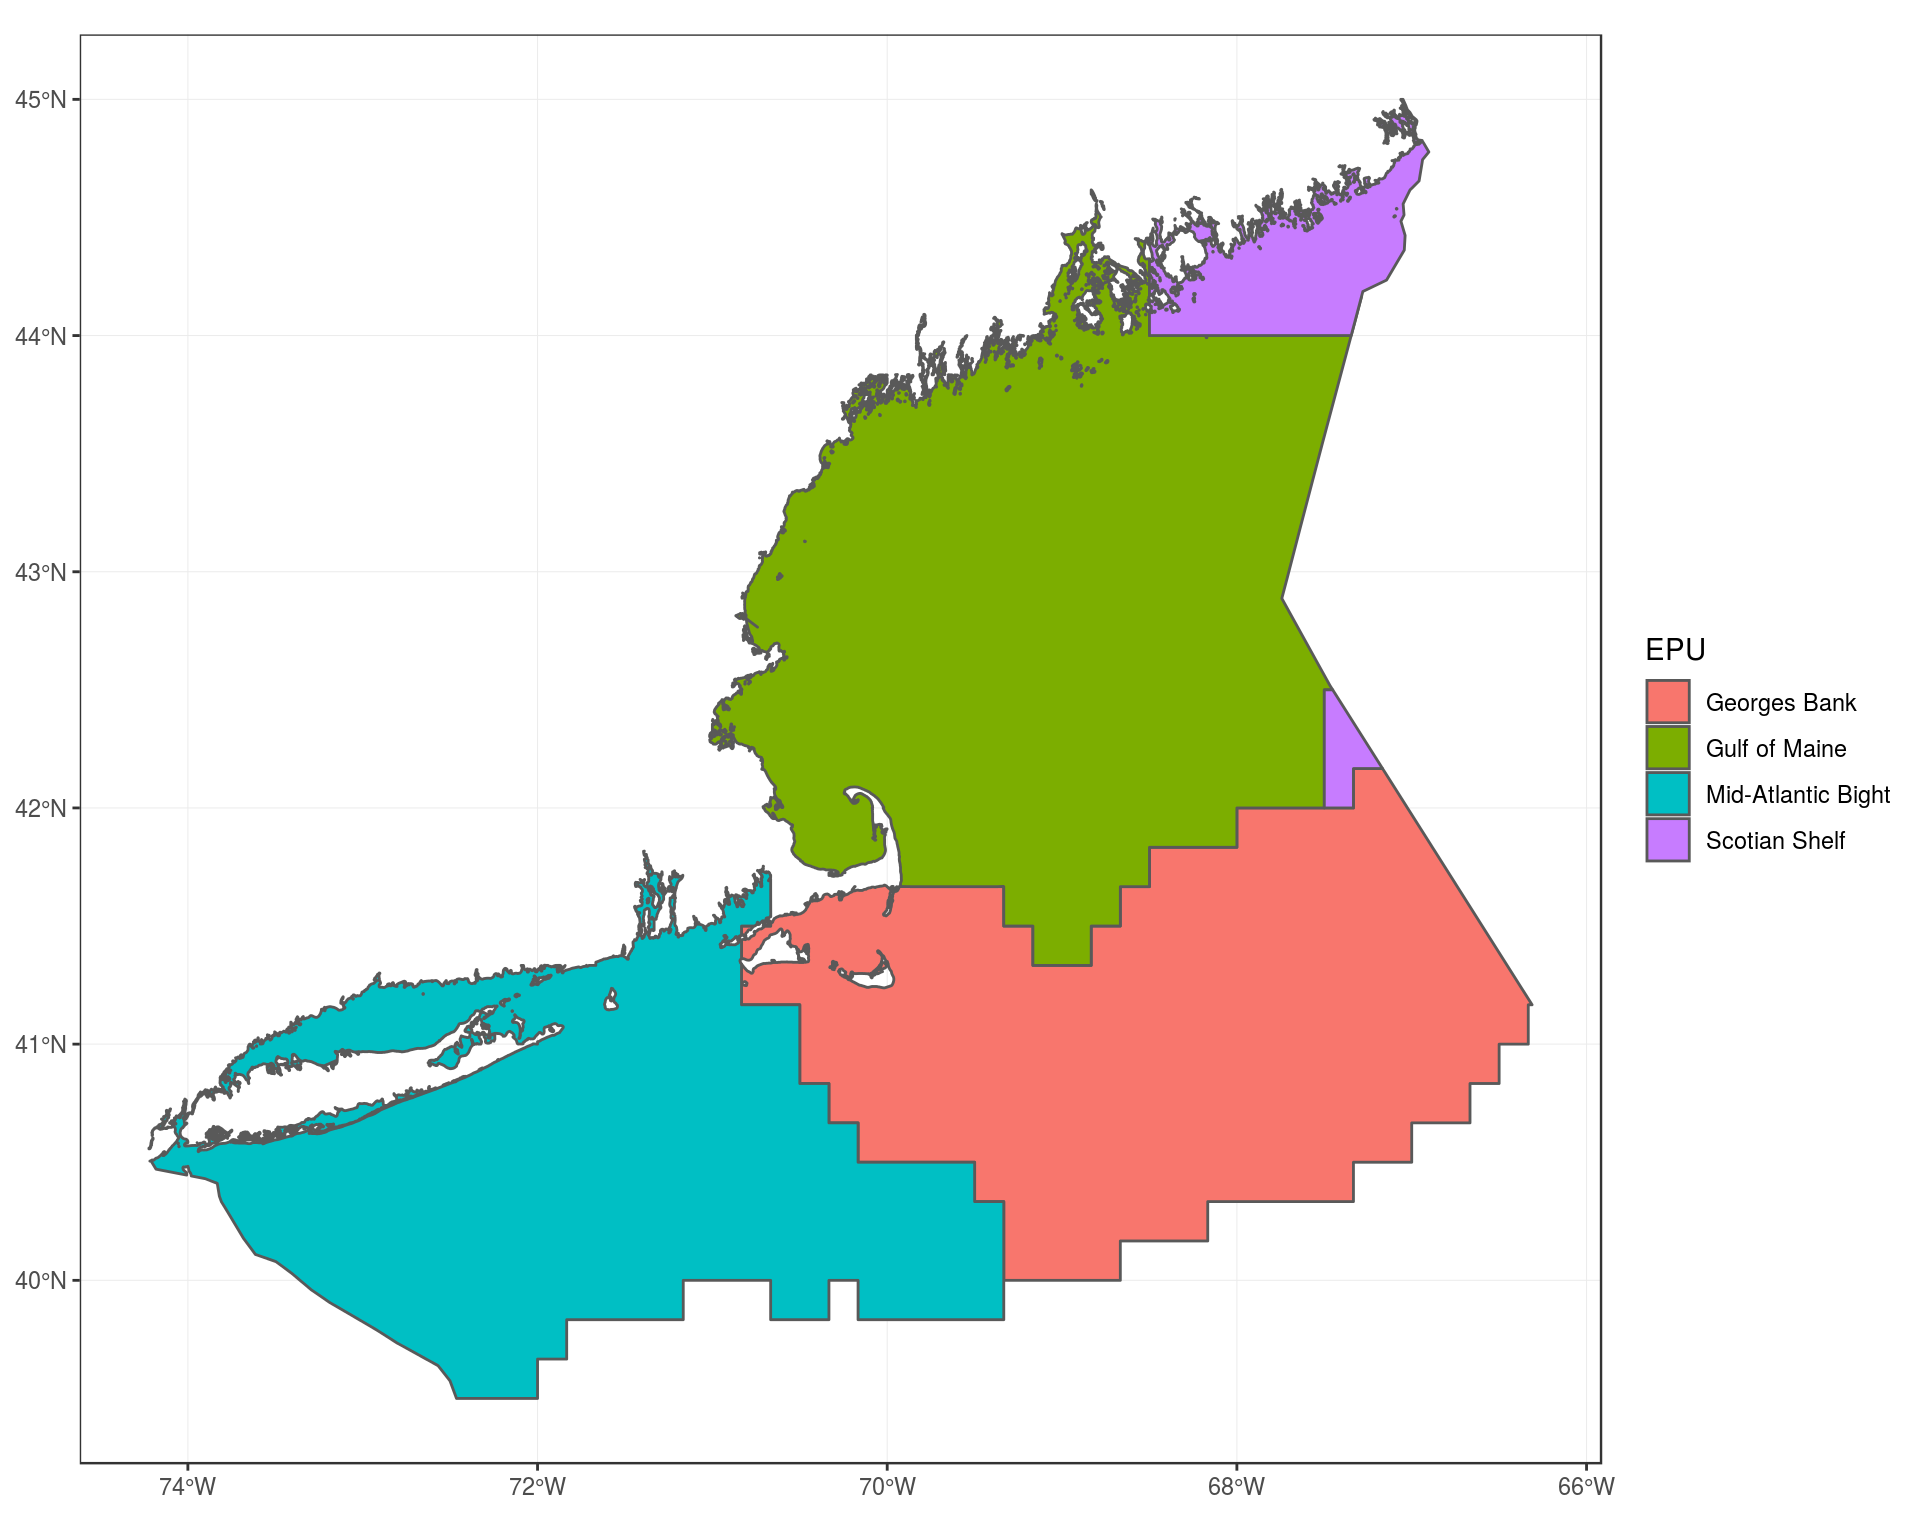 45°N
44°N
43°N
42°N
41°N
40°N
74°W
72°W
70°W
68°W
66°W
EPU
Georges Bank
Gulf of Maine
Mid-Atlantic Bight
Scotian Shelf